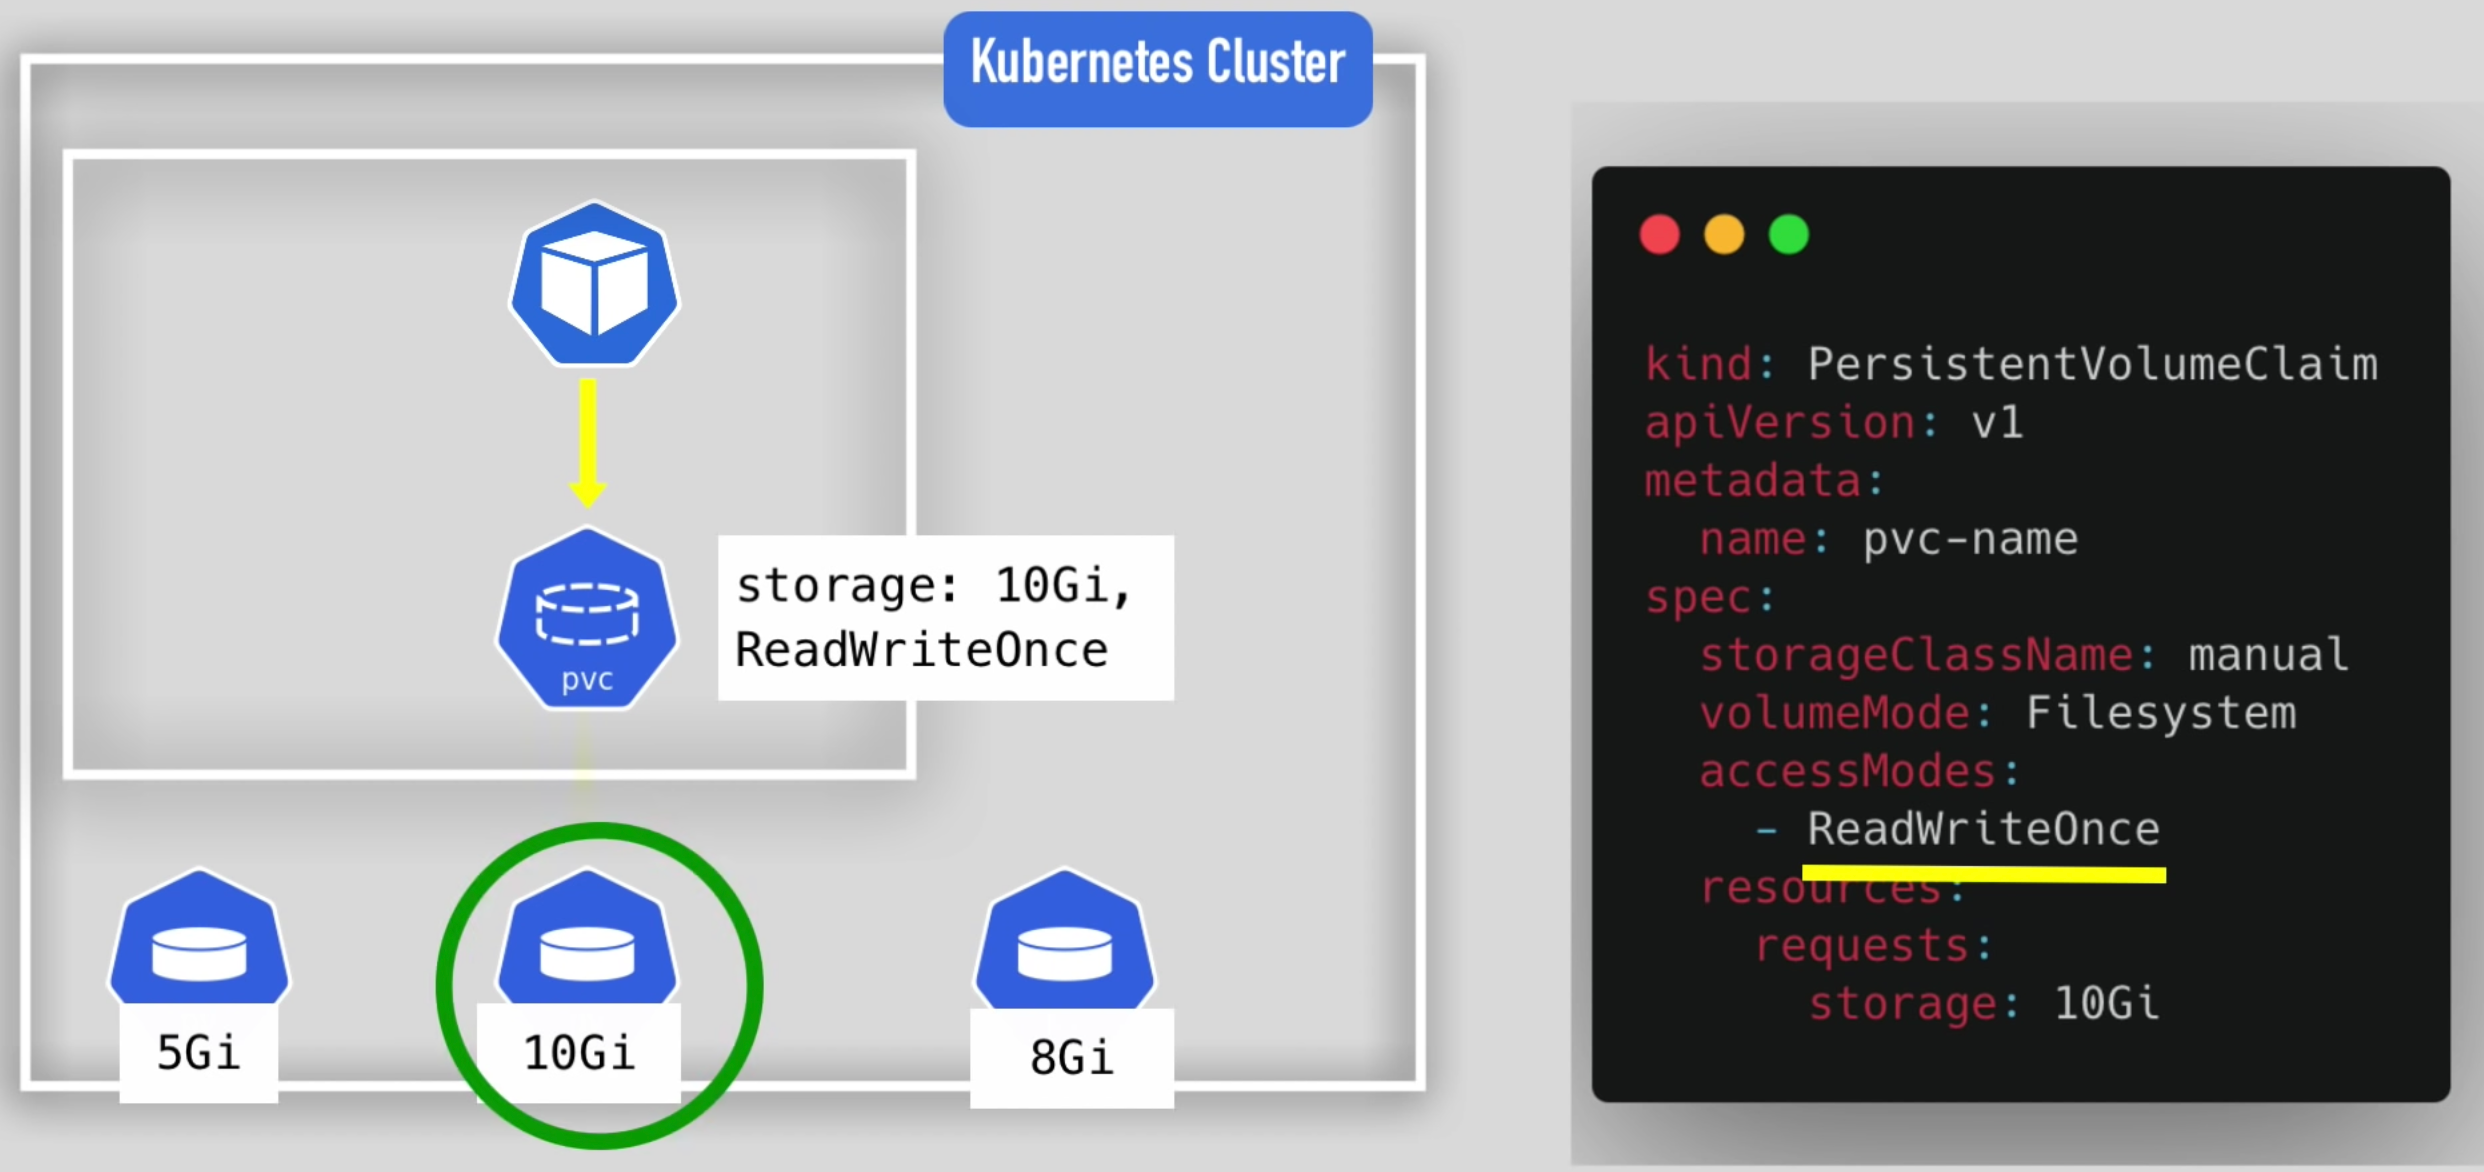 Kubernetes Cluster
storage: 10Gi,
ReadWriteOnce
pvc
5Gi
10Gi
8Gi
kind: PersistentVolumeClaim
apiVersion: v1
metadata:
  name: pvc-name
spec:
  storageClassName: manual
  volumeMode: Filesystem
  accessModes:
    - ReadWriteOnce
  resources:
    requests:
      storage: 10Gi